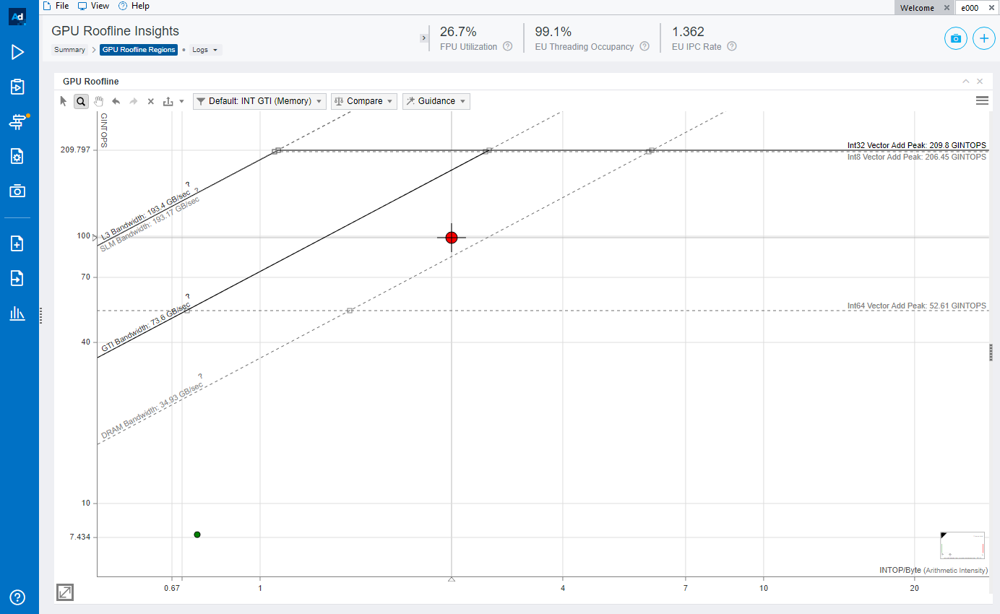 File View Help
Welcome e000
Ad
GPU Roofline Insights
Summary GPU Roofline Regions Logs
26.7%
FPU Utilization
99.1%
EU Threading Occupancy
1.362
EU IPC Rate
GPU Roofline
Default: INT GTI (Memory) Compare Guidance
GINTOPS
209.797
100
70
40
10
7.434
Int32 Vector Add Peak: 209.8 GINTOPS
Int8 Vector Add Peak: 206.45 GINTOPS
L3 Bandwidth: 193.4 GB/sec ?
SLM Bandwidth: 193.17 GB/sec ?
GTI Bandwidth: 73.6 GB/sec ?
Int64 Vector Add Peak: 52.61 GINTOPS
DRAM Bandwidth: 34.93 GB/sec ?
INTOP/Byte (Arithmetic Intensity)
0.67 1 4 7 10 20